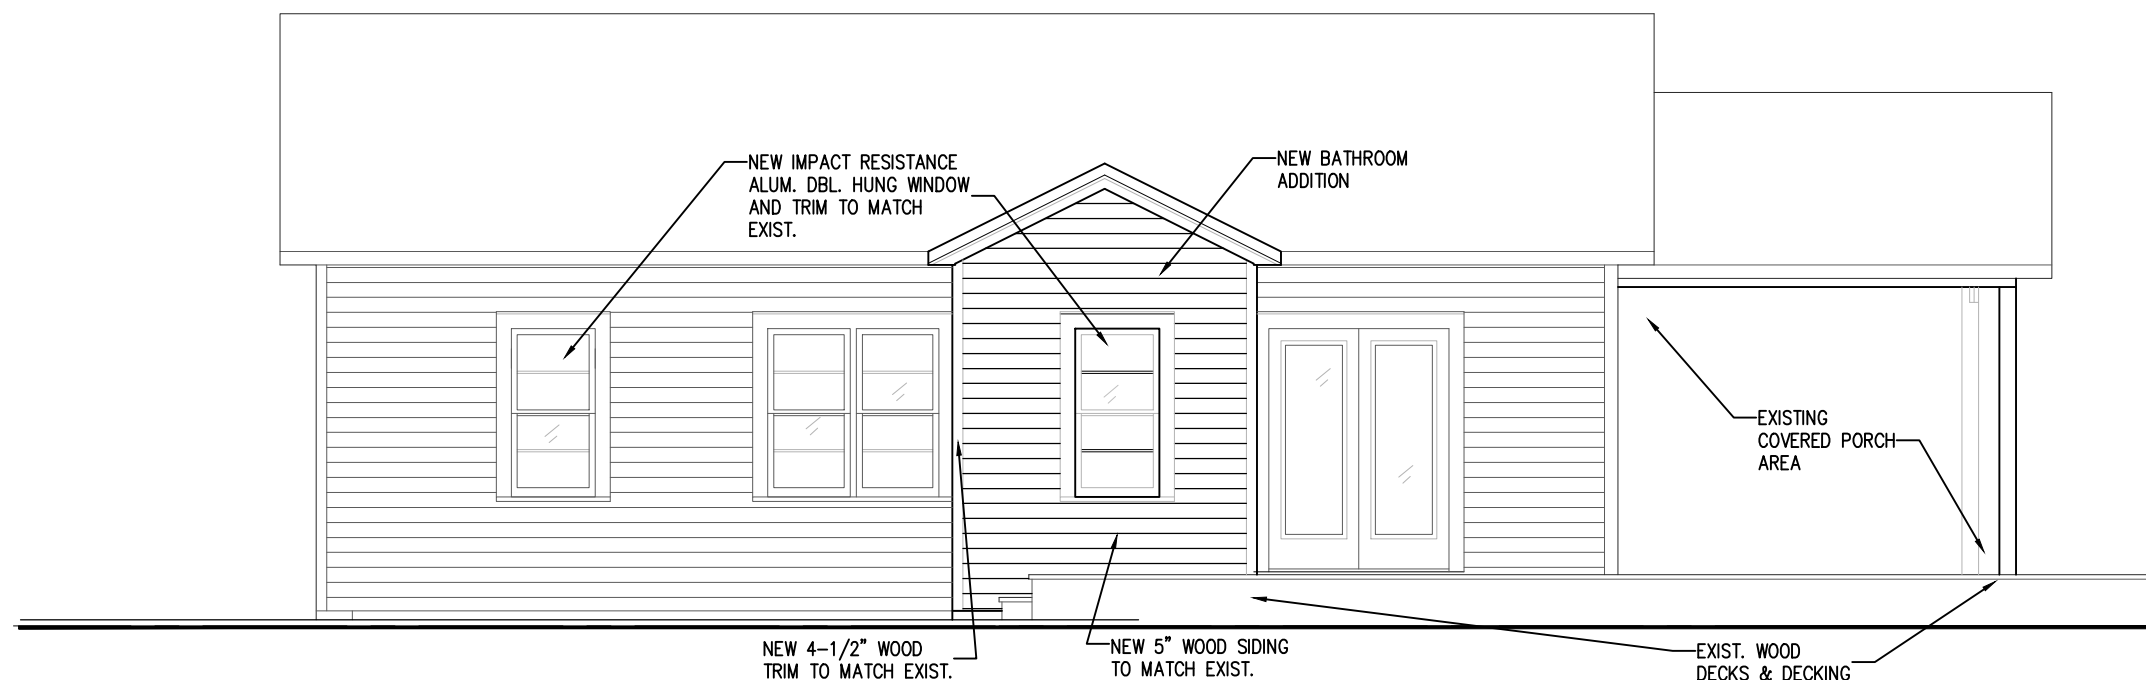 NEW IMPACT RESISTANCE
ALUM. DBL. HUNG WINDOW
AND TRIM TO MATCH
EXIST.
NEW BATHROOM
ADDITION
EXISTING
COVERED PORCH
AREA
NEW 4-1/2" WOOD
TRIM TO MATCH EXIST.
NEW 5" WOOD SIDING
TO MATCH EXIST.
EXIST. WOOD
DECKS & DECKING